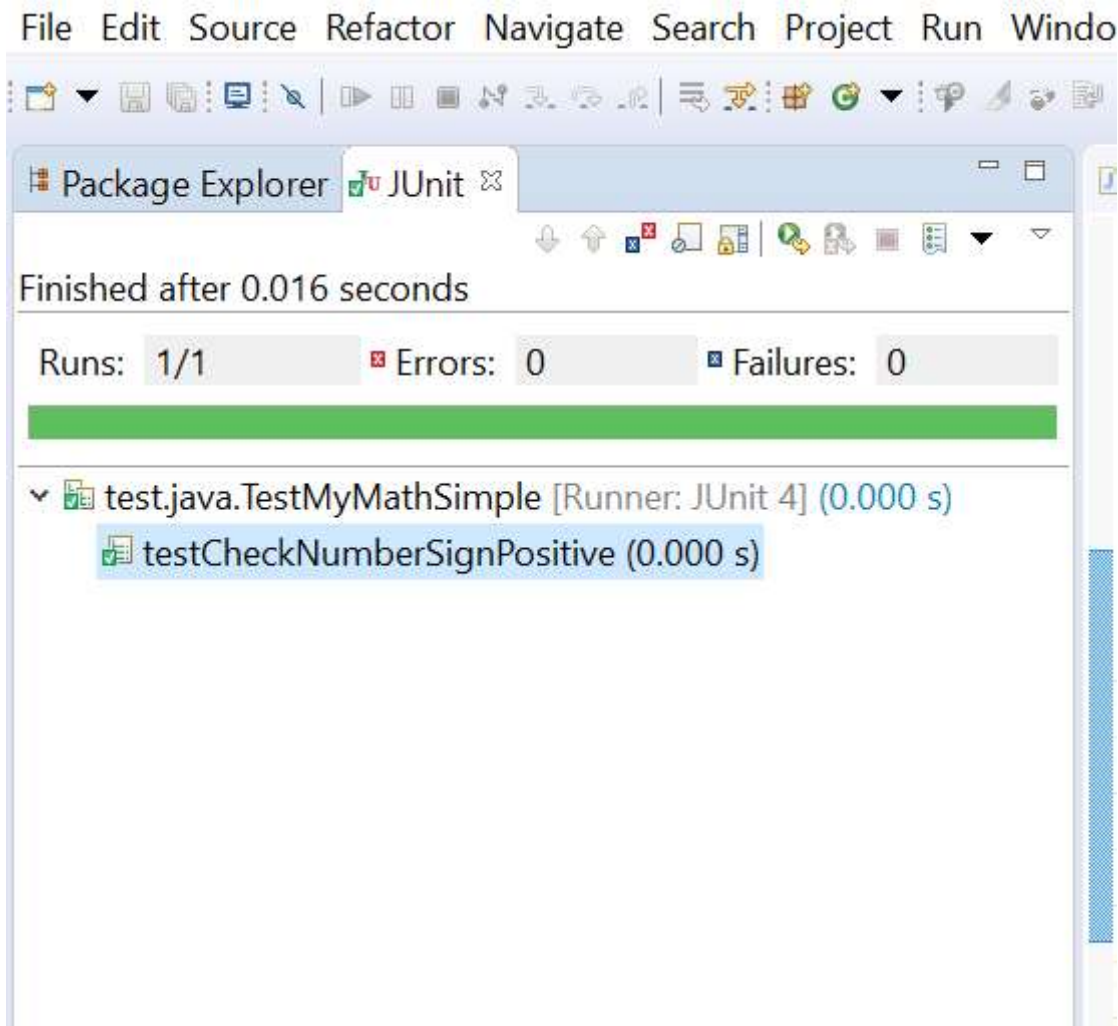 File Edit Source Refactor Navigate Search Project Run Windo
Package Explorer JUnit
Finished after 0.016 seconds
Runs: 1/1 Errors: 0 Failures: 0
test.java.TestMyMathSimple [Runner: JUnit 4] (0.000 s)
testCheckNumberSignPositive (0.000 s)